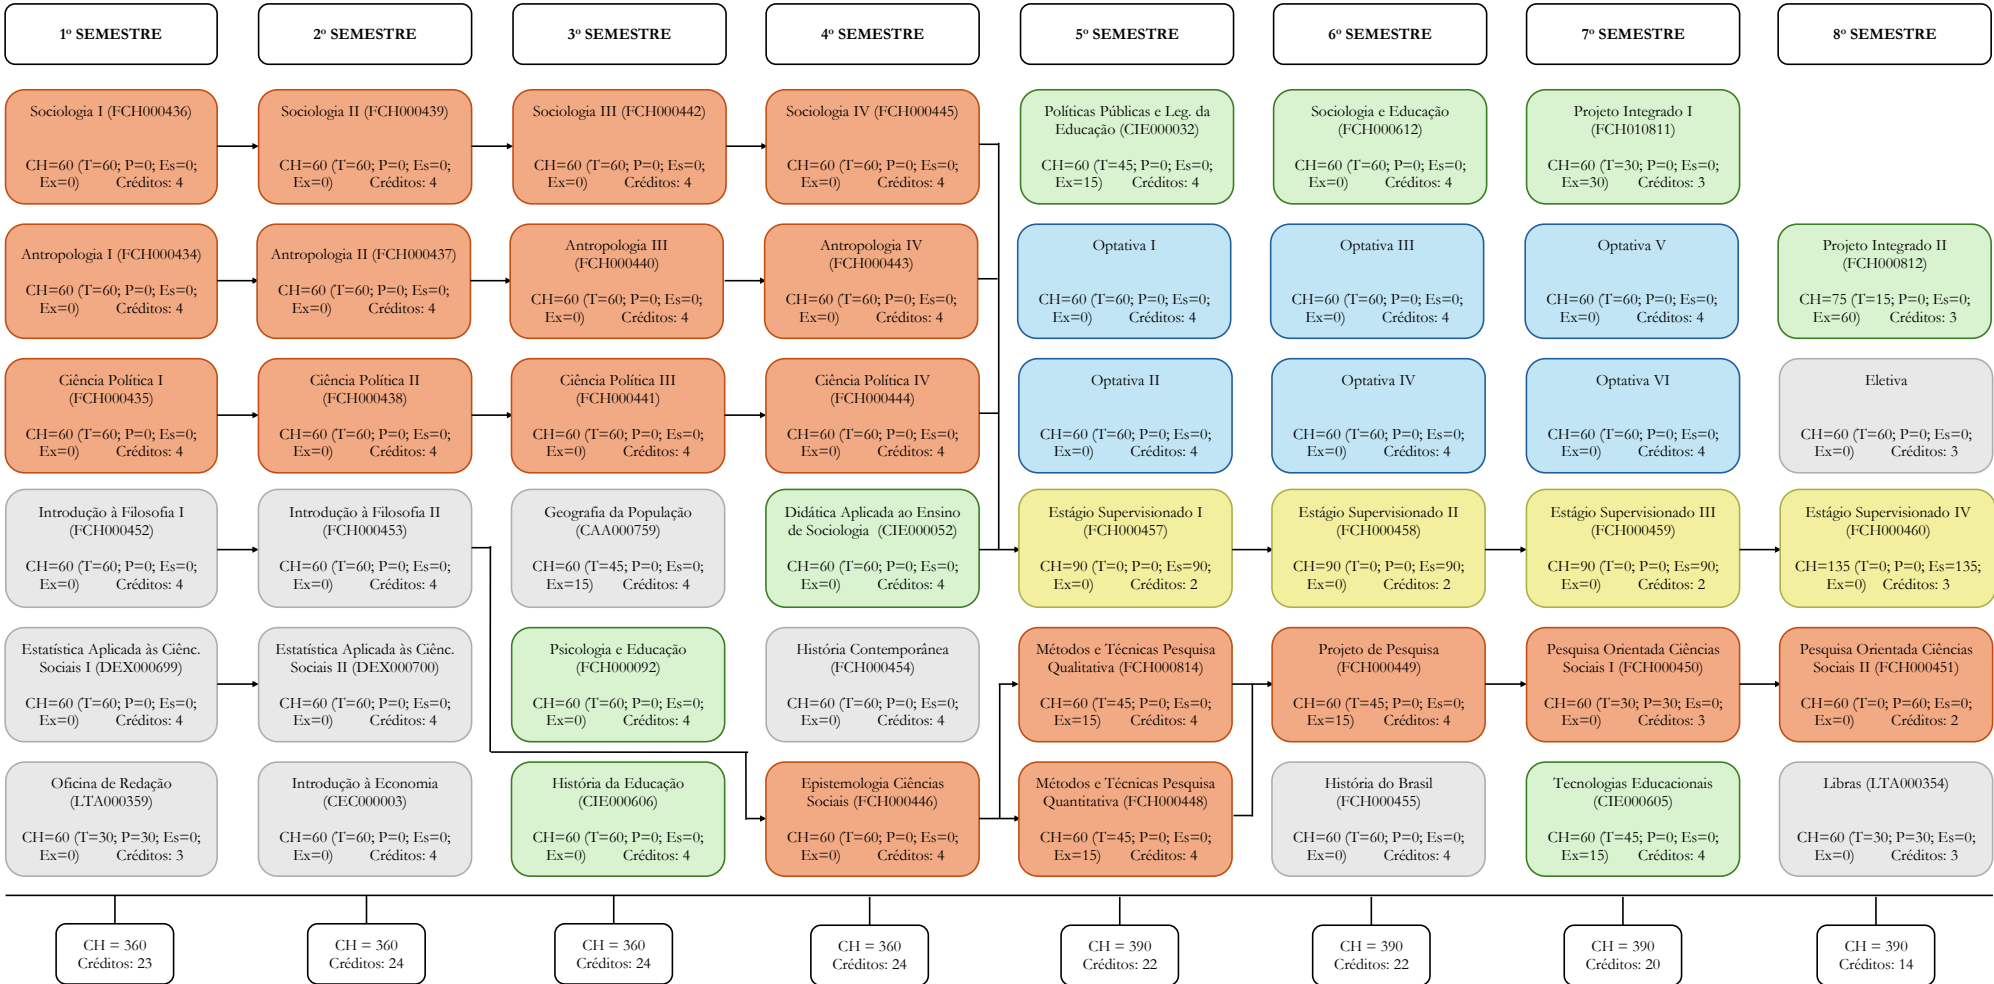 1º SEMESTRE
2º SEMESTRE
3º SEMESTRE
4º SEMESTRE
5º SEMESTRE
6º SEMESTRE
7º SEMESTRE
8º SEMESTRE
Sociologia I (FCH000436)
CH=60 (T=60; P=0; Es=0;
Ex=0) Créditos: 4
Sociologia II (FCH000439)
CH=60 (T=60; P=0; Es=0;
Ex=0) Créditos: 4
Sociologia III (FCH000442)
CH=60 (T=60; P=0; Es=0;
Ex=0) Créditos: 4
Sociologia IV (FCH000445)
CH=60 (T=60; P=0; Es=0;
Ex=0) Créditos: 4
Políticas Públicas e Leg. da
Educação (CIE000032)
CH=60 (T=45; P=0; Es=0;
Ex=15) Créditos: 4
Sociologia e Educação
(FCH000612)
CH=60 (T=60; P=0; Es=0;
Ex=0) Créditos: 4
Projeto Integrado I
(FCH010811)
CH=60 (T=30; P=0; Es=0;
Ex=30) Créditos: 3
Antropologia I (FCH000434)
CH=60 (T=60; P=0; Es=0;
Ex=0) Créditos: 4
Antropologia II (FCH000437)
CH=60 (T=60; P=0; Es=0;
Ex=0) Créditos: 4
Antropologia III
(FCH000440)
CH=60 (T=60; P=0; Es=0;
Ex=0) Créditos: 4
Antropologia IV
(FCH000443)
CH=60 (T=60; P=0; Es=0;
Ex=0) Créditos: 4
Optativa I
CH=60 (T=60; P=0; Es=0;
Ex=0) Créditos: 4
Optativa III
CH=60 (T=60; P=0; Es=0;
Ex=0) Créditos: 4
Optativa V
CH=60 (T=60; P=0; Es=0;
Ex=0) Créditos: 4
Projeto Integrado II
(FCH000812)
CH=75 (T=15; P=0; Es=0;
Ex=60) Créditos: 3
Ciência Política I
(FCH000435)
CH=60 (T=60; P=0; Es=0;
Ex=0) Créditos: 4
Ciência Política II
(FCH000438)
CH=60 (T=60; P=0; Es=0;
Ex=0) Créditos: 4
Ciência Política III
(FCH000441)
CH=60 (T=60; P=0; Es=0;
Ex=0) Créditos: 4
Ciência Política IV
(FCH000444)
CH=60 (T=60; P=0; Es=0;
Ex=0) Créditos: 4
Optativa II
CH=60 (T=60; P=0; Es=0;
Ex=0) Créditos: 4
Optativa IV
CH=60 (T=60; P=0; Es=0;
Ex=0) Créditos: 4
Optativa VI
CH=60 (T=60; P=0; Es=0;
Ex=0) Créditos: 4
Eletiva
CH=60 (T=60; P=0; Es=0;
Ex=0) Créditos: 3
Introdução à Filosofia I
(FCH000452)
CH=60 (T=60; P=0; Es=0;
Ex=0) Créditos: 4
Introdução à Filosofia II
(FCH000453)
CH=60 (T=60; P=0; Es=0;
Ex=0) Créditos: 4
Geografia da População
(CAA000759)
CH=60 (T=45; P=0; Es=0;
Ex=15) Créditos: 4
Didática Aplicada ao Ensino
de Sociologia (CIE000052)
CH=60 (T=60; P=0; Es=0;
Ex=0) Créditos: 4
Estágio Supervisionado I
(FCH000457)
CH=90 (T=0; P=0; Es=90;
Ex=0) Créditos: 2
Estágio Supervisionado II
(FCH000458)
CH=90 (T=0; P=0; Es=90;
Ex=0) Créditos: 2
Estágio Supervisionado III
(FCH000459)
CH=90 (T=0; P=0; Es=90;
Ex=0) Créditos: 2
Estágio Supervisionado IV
(FCH000460)
CH=135 (T=0; P=0; Es=135;
Ex=0) Créditos: 3
Estatística Aplicada às Ciênc.
Sociais I (DEX000699)
CH=60 (T=60; P=0; Es=0;
Ex=0) Créditos: 4
Estatística Aplicada às Ciênc.
Sociais II (DEX000700)
CH=60 (T=60; P=0; Es=0;
Ex=0) Créditos: 4
Psicologia e Educação
(FCH000092)
CH=60 (T=60; P=0; Es=0;
Ex=0) Créditos: 4
História Contemporânea
(FCH000454)
CH=60 (T=60; P=0; Es=0;
Ex=0) Créditos: 4
Métodos e Técnicas Pesquisa
Qualitativa (FCH000814)
CH=60 (T=45; P=0; Es=0;
Ex=15) Créditos: 4
Projeto de Pesquisa
(FCH000449)
CH=60 (T=45; P=0; Es=0;
Ex=15) Créditos: 4
Pesquisa Orientada Ciências
Sociais I (FCH000450)
CH=60 (T=30; P=30; Es=0;
Ex=0) Créditos: 3
Pesquisa Orientada Ciências
Sociais II (FCH000451)
CH=60 (T=0; P=60; Es=0;
Ex=0) Créditos: 2
Oficina de Redação
(LTA000359)
CH=60 (T=30; P=30; Es=0;
Ex=0) Créditos: 3
Introdução à Economia
(CEC000003)
CH=60 (T=60; P=0; Es=0;
Ex=0) Créditos: 4
História da Educação
(CIE000606)
CH=60 (T=60; P=0; Es=0;
Ex=0) Créditos: 4
Epistemologia Ciências
Sociais (FCH000446)
CH=60 (T=60; P=0; Es=0;
Ex=0) Créditos: 4
Métodos e Técnicas Pesquisa
Quantitativa (FCH000448)
CH=60 (T=45; P=0; Es=0;
Ex=15) Créditos: 4
História do Brasil
(FCH000455)
CH=60 (T=60; P=0; Es=0;
Ex=0) Créditos: 4
Tecnologias Educacionais
(CIE000605)
CH=60 (T=45; P=0; Es=0;
Ex=15) Créditos: 4
Libras (LTA000354)
CH=60 (T=30; P=30; Es=0;
Ex=0) Créditos: 3
CH = 360
Créditos: 23
CH = 360
Créditos: 24
CH = 360
Créditos: 24
CH = 360
Créditos: 24
CH = 390
Créditos: 22
CH = 390
Créditos: 22
CH = 390
Créditos: 20
CH = 390
Créditos: 14